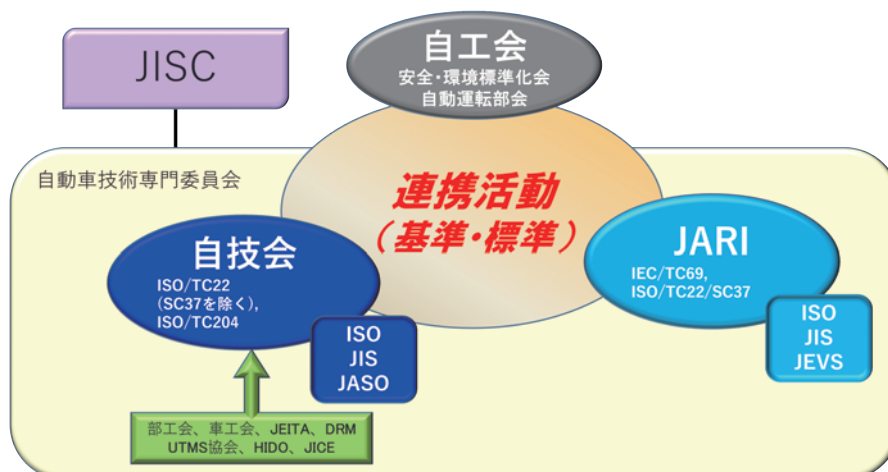 JISC
自工会
安全・環境標準化会
自動運転部会
自動車技術専門委員会
連携活動
(基準・標準)
自技会
ISO/TC22
(SC37を除く),
ISO/TC204
ISO
JIS
JASO
JARI
IEC/TC69,
ISO/TC22/SC37
ISO
JIS
JEVS
部工会、車工会、JEITA、DRM
UTMS協会、HIDO、JICE